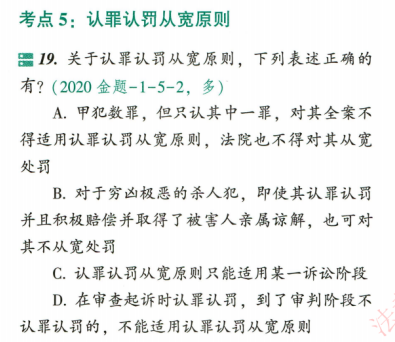 考点5：认罪认罚从宽原则
19. 关于认罪认罚从宽原则，下列表述正确的
有？(2020 金题-1-5-2，多)
A. 甲犯数罪，但只认其中一罪，对其全案不
得适用认罪认罚从宽原则，法院也不得对其从宽
处罚
B. 对于穷凶极恶的杀人犯，即使其认罪认罚
并且积极赔偿并取得了被害人亲属谅解，也可对
其不从宽处罚
C. 认罪认罚从宽原则只能适用某一诉讼阶段
D. 在审查起诉时认罪认罚，到了审判阶段不
认罪认罚的，不能适用认罪认罚从宽原则
法